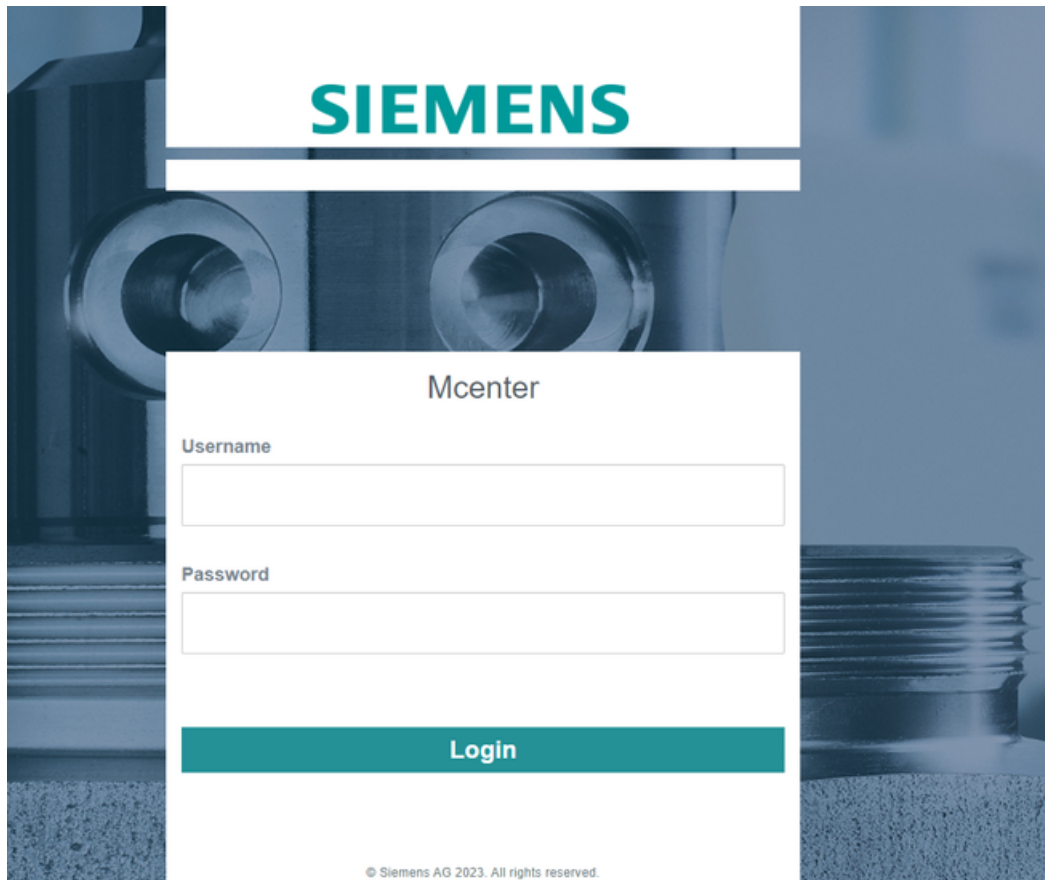 SIEMENS
Mcenter
Username
Password
Login
© Siemens AG 2023. All rights reserved.